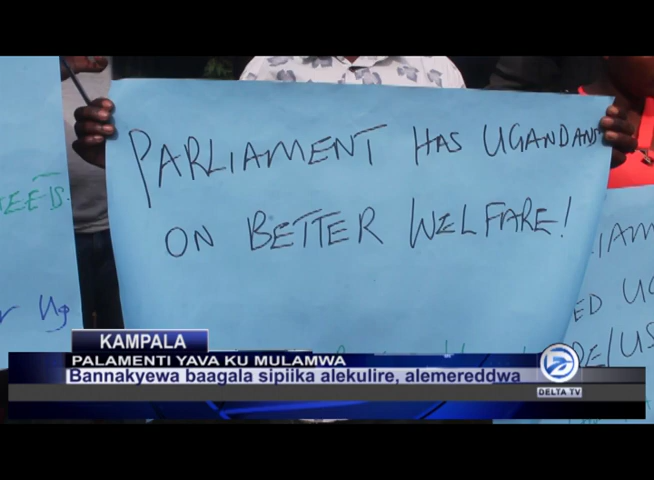 PARLIAMENT HAS UGANDANS
ON BETTER WELFARE!
KAMPALA
PALAMENTI YAVA KU MULAMWA
Bannakyewa baagala sipiika alekulire, alemereddwa
DELTA TV